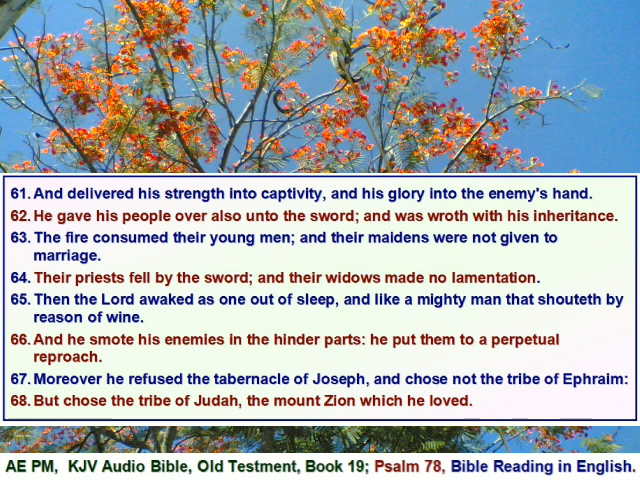 61. And delivered his strength into captivity, and his glory into the enemy's hand.
62. He gave his people over also unto the sword; and was wroth with his inheritance.
63. The fire consumed their young men; and their maidens were not given to
marriage.
64. Their priests fell by the sword; and their widows made no lamentation.
65. Then the Lord awaked as one out of sleep, and like a mighty man that shouteth by
reason of wine.
66. And he smote his enemies in the hinder parts: he put them to a perpetual
reproach.
67. Moreover he refused the tabernacle of Joseph, and chose not the tribe of Ephraim:
68. But chose the tribe of Judah, the mount Zion which he loved.
AE PM, KJV Audio Bible, Old Testment, Book 19; Psalm 78, Bible Reading in English.